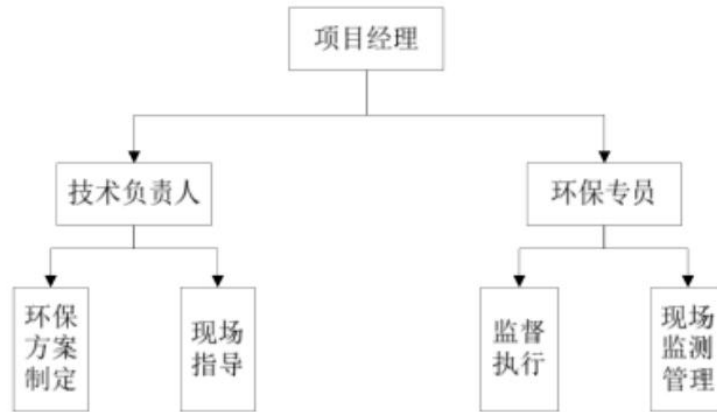 项目经理
技术负责人
环保专员
环保
方案
制定
现场
指导
监督
执行
现场
监测
管理